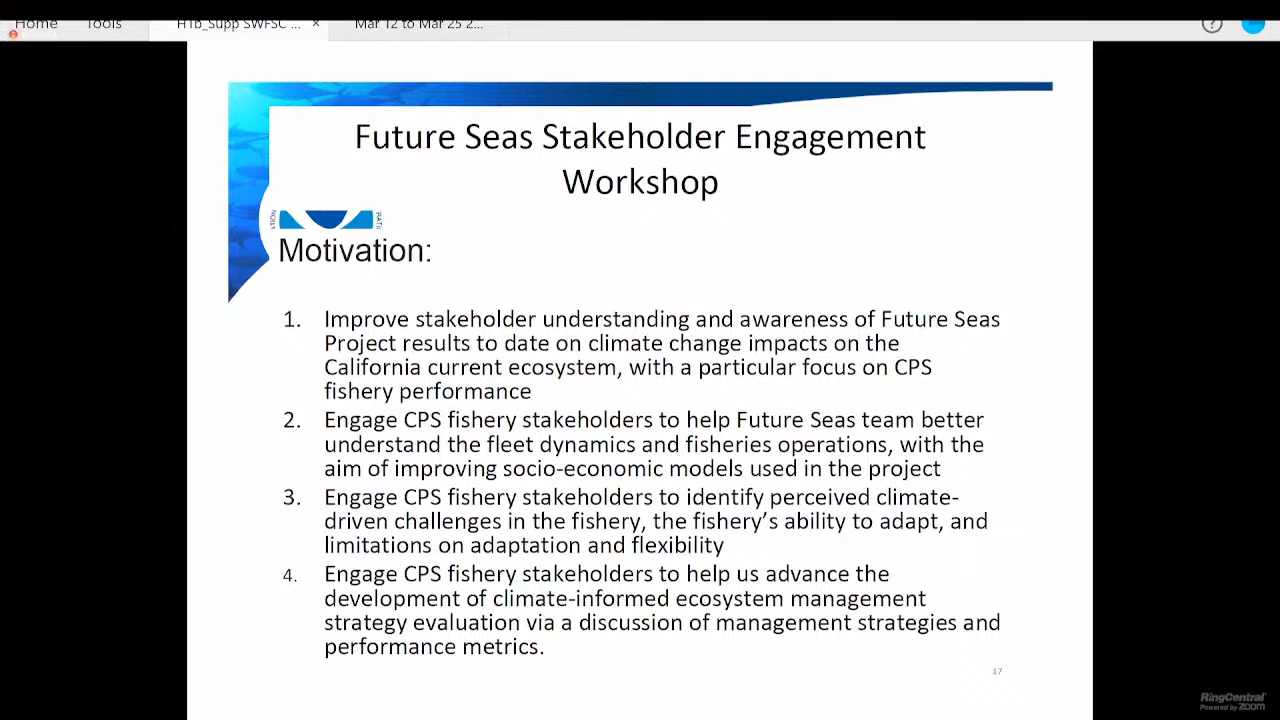 Home Tools H1b_Supp SWFSC ... × Mar 12 to Mar 25 2... ?
Future Seas Stakeholder Engagement
Workshop
Motivation:
1. Improve stakeholder understanding and awareness of Future Seas
Project results to date on climate change impacts on the
California current ecosystem, with a particular focus on CPS
fishery performance
2. Engage CPS fishery stakeholders to help Future Seas team better
understand the fleet dynamics and fisheries operations, with the
aim of improving socio-economic models used in the project
3. Engage CPS fishery stakeholders to identify perceived climate-
driven challenges in the fishery, the fishery's ability to adapt, and
limitations on adaptation and flexibility
4. Engage CPS fishery stakeholders to help us advance the
development of climate-informed ecosystem management
strategy evaluation via a discussion of management strategies and
performance metrics.
17
RingCentral
Powered by zoom